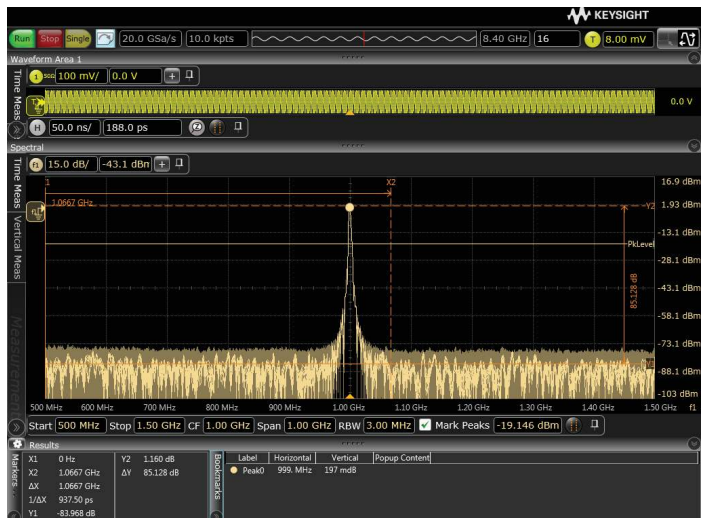 KEYSIGHT
Run Stop Single 20.0 GSa/s 10.0 kpts 8.40 GHz 16 T 8.00 mV
Waveform Area 1
1 50Ω 100 mV/ 0.0 V
0.0 V
H 50.0 ns/ 188.0 ps
Time Meas
Spectral
f1 15.0 dB/ -43.1 dBm
Time Meas
Vertical Meas
Measurements
1 X2 16.9 dBm
1.0667 GHz Y2 1.93 dBm
-13.1 dBm
PkLevel
-28.1 dBm
85.128 dB
-43.1 dBm
-58.1 dBm
-73.1 dBm
Y1
-88.1 dBm
-103 dBm
500 MHz 600 MHz 700 MHz 800 MHz 900 MHz 1.00 GHz 1.10 GHz 1.20 GHz 1.30 GHz 1.40 GHz 1.50 GHz f1
Start 500 MHz Stop 1.50 GHz CF 1.00 GHz Span 1.00 GHz RBW 3.00 MHz Mark Peaks -19.146 dBm
Results
Markers...
X1 0 Hz Y2 1.160 dB
X2 1.0667 GHz ΔY 85.128 dB
ΔX 1.0667 GHz
1/ΔX 937.50 ps
Y1 -83.968 dB
Bookmarks
Label Horizontal Vertical Popup Content
Peak0 999. MHz 197 mdB